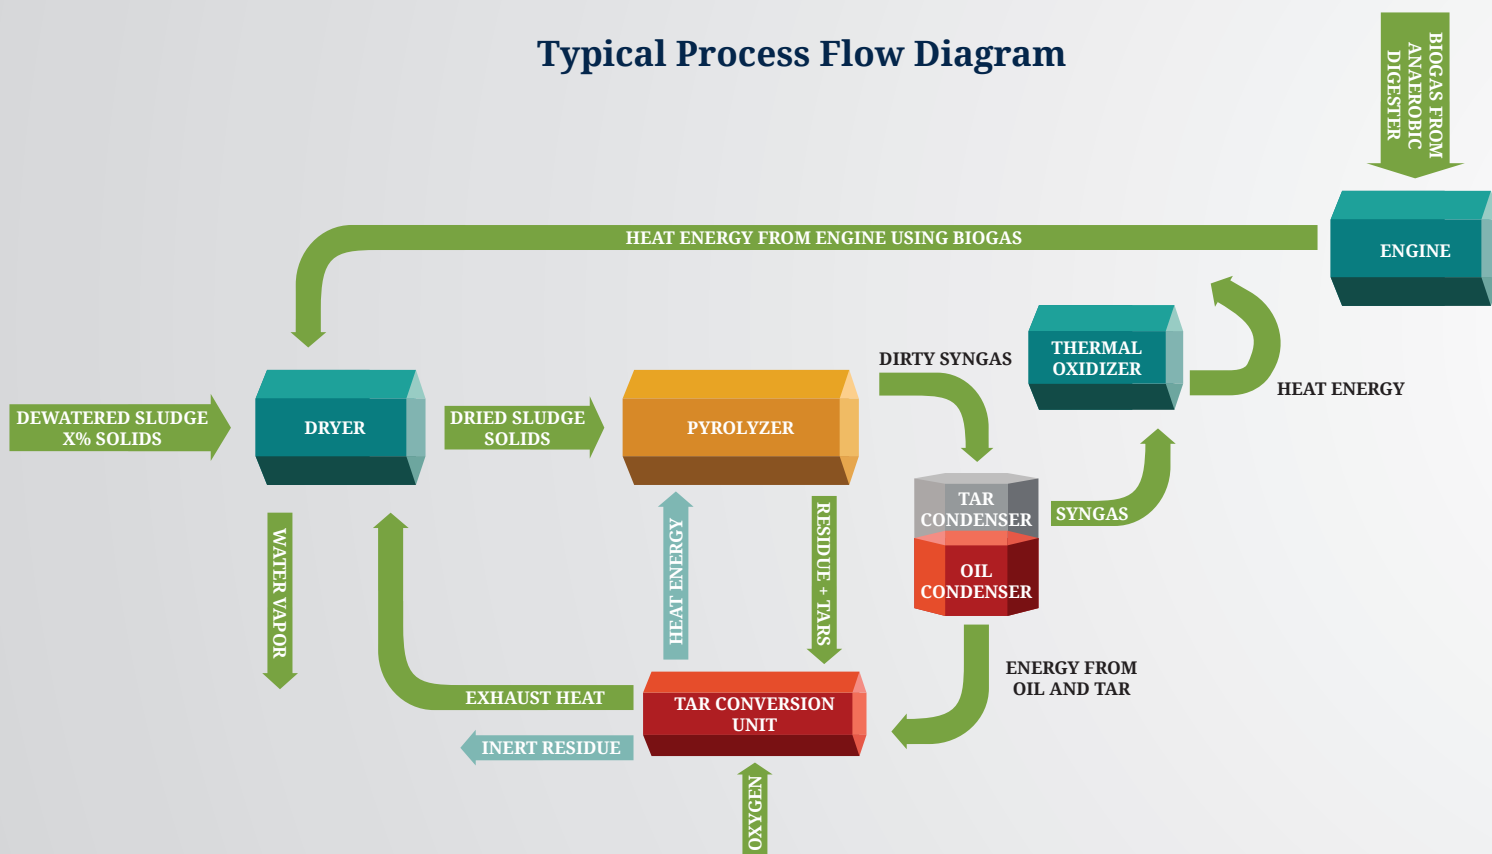 Typical Process Flow Diagram
BIOGAS FROM
ANAEROBIC
DIGESTER
HEAT ENERGY FROM ENGINE USING BIOGAS
ENGINE
THERMAL
OXIDIZER
DIRTY SYNGAS
HEAT ENERGY
DEWATERED SLUDGE
X% SOLIDS
DRYER
DRIED SLUDGE
SOLIDS
PYROLYZER
TAR
CONDENSER
SYNGAS
OIL
CONDENSER
WATER VAPOR
HEAT ENERGY
RESIDUE + TARS
ENERGY FROM
OIL AND TAR
EXHAUST HEAT
TAR CONVERSION
UNIT
INERT RESIDUE
OXYGEN